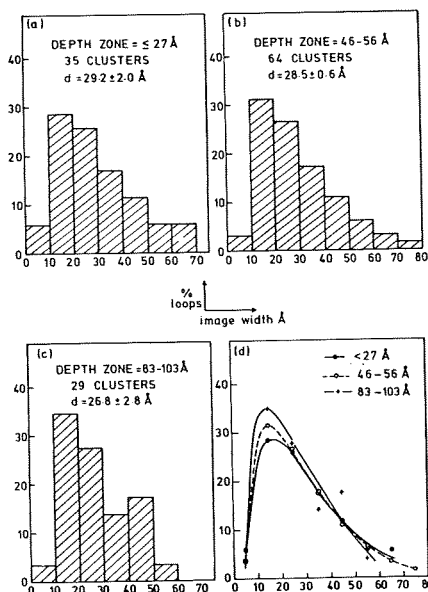 (a)
DEPTH ZONE = ≤ 27 Å
35 CLUSTERS
d = 29.2 ± 2.0 Å
40
30
20
10
0
0 10 20 30 40 50 60 70
(b)
DEPTH ZONE = 46-56 Å
64 CLUSTERS
d = 28.5 ± 0.6 Å
40
30
20
10
0
0 10 20 30 40 50 60 70 80
%
loops
image width Å
(c)
DEPTH ZONE = 83-103 Å
29 CLUSTERS
d = 26.8 ± 2.8 Å
40
30
20
10
0
0 10 20 30 40 50 60 70
(d)
< 27 Å
46-56 Å
83-103 Å
40
30
20
10
0
0 10 20 30 40 50 60 70 80